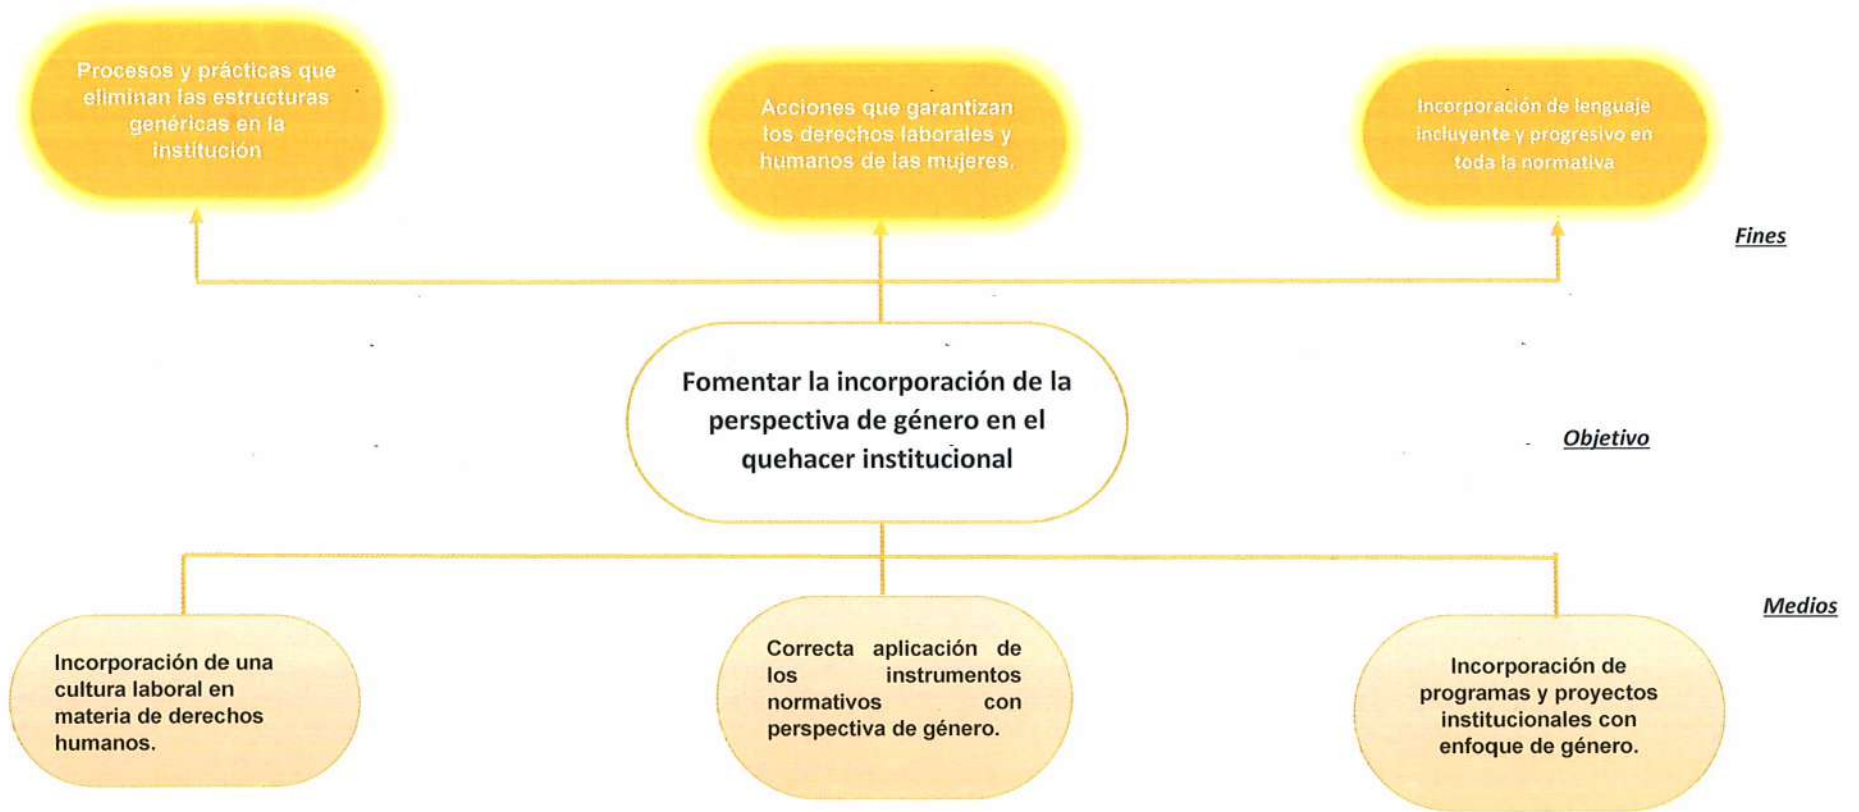 Procesos y prácticas que
eliminan las estructuras
genéricas en la
institución
Acciones que garantizan
los derechos laborales y
humanos de las mujeres.
Incorporación de lenguaje
incluyente y progresivo en
toda la normativa
Fines
Fomentar la incorporación de la
perspectiva de género en el
quehacer institucional
Objetivo
Medios
Incorporación de una
cultura laboral en
materia de derechos
humanos.
Correcta aplicación de
los instrumentos
normativos con
perspectiva de género.
Incorporación de
programas y proyectos
institucionales con
enfoque de género.